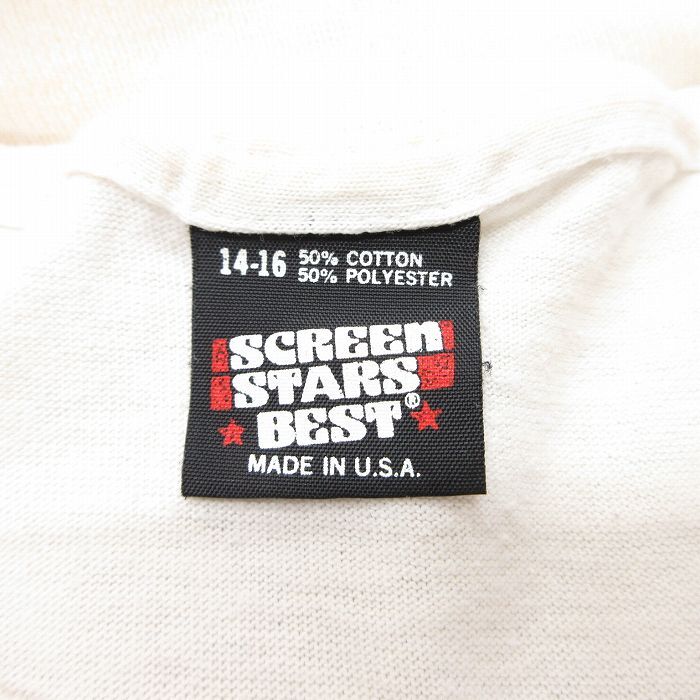 14-16 50% COTTON
50% POLYESTER
SCREEN
STARS
BEST®
MADE IN U.S.A.